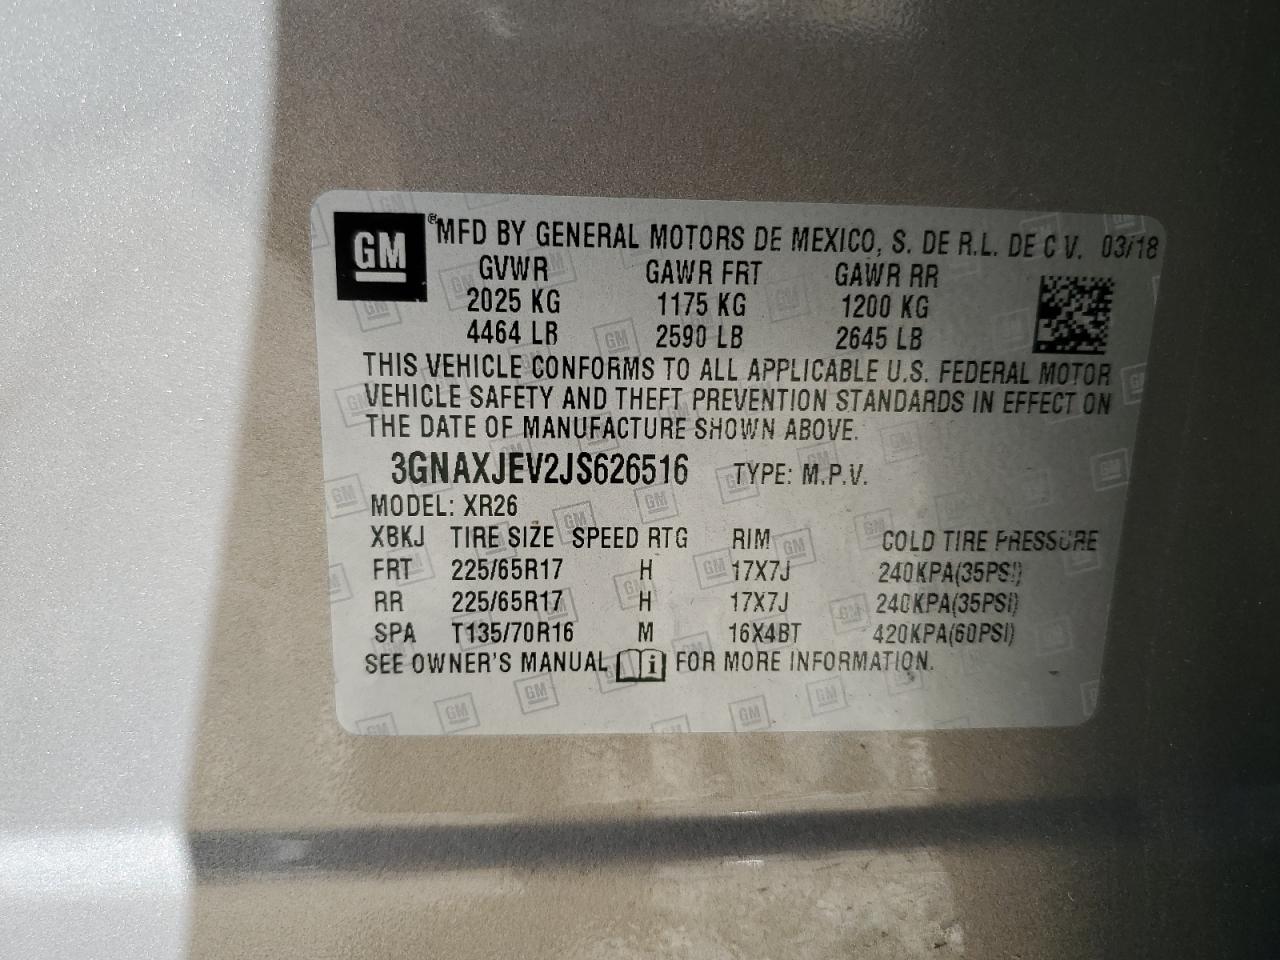 GM ® MFD BY GENERAL MOTORS DE MEXICO, S. DE R.L. DE C V. 03/18
GVWR GAWR FRT GAWR RR
2025 KG 1175 KG 1200 KG
4464 LB 2590 LB 2645 LB
THIS VEHICLE CONFORMS TO ALL APPLICABLE U.S. FEDERAL MOTOR
VEHICLE SAFETY AND THEFT PREVENTION STANDARDS IN EFFECT ON
THE DATE OF MANUFACTURE SHOWN ABOVE.
3GNAXJEV2JS626516 TYPE: M.P.V.
MODEL: XR26
XBKJ TIRE SIZE SPEED RTG RIM COLD TIRE PRESSURE
FRT 225/65R17 H 17X7J 240KPA(35PSI)
RR 225/65R17 H 17X7J 240KPA(35PSI)
SPA T135/70R16 M 16X4BT 420KPA(60PSI)
SEE OWNER'S MANUAL FOR MORE INFORMATION.